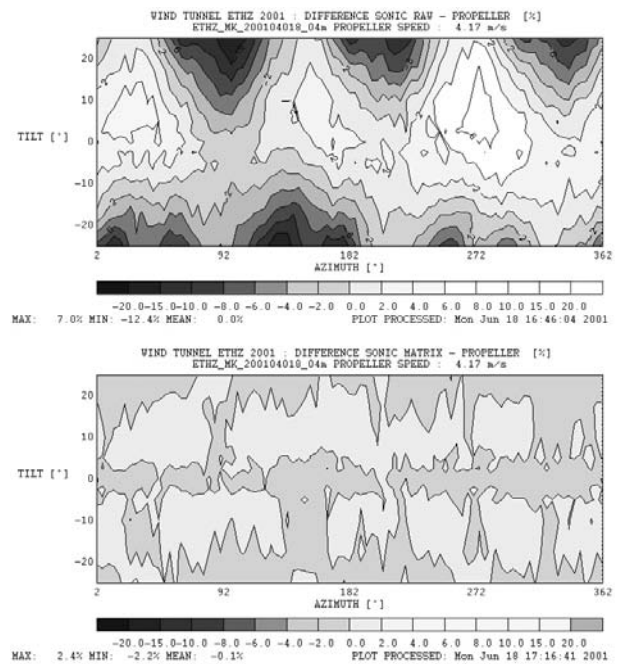 WIND TUNNEL ETHZ 2001 : DIFFERENCE SONIC RAW - PROPELLER [%]
ETHZ_MK_200104018_04m PROPELLER SPEED : 4.17 m/s
20
10
TILT [°] 0
-10
-20
2 92 182 272 362
AZIMUTH [°]
-20.0 -15.0 -10.0 -8.0 -6.0 -4.0 -2.0 0.0 2.0 4.0 6.0 8.0 10.0 15.0 20.0
MAX: 7.0% MIN: -12.4% MEAN: 0.0% PLOT PROCESSED: Mon Jun 18 16:46:04 2001
WIND TUNNEL ETHZ 2001 : DIFFERENCE SONIC MATRIX - PROPELLER [%]
ETHZ_MK_200104018_04m PROPELLER SPEED : 4.17 m/s
20
10
TILT [°] 0
-10
-20
2 92 182 272 362
AZIMUTH [°]
-20.0 -15.0 -10.0 -8.0 -6.0 -4.0 -2.0 0.0 2.0 4.0 6.0 8.0 10.0 15.0 20.0
MAX: 2.4% MIN: -2.2% MEAN: -0.1% PLOT PROCESSED: Mon Jun 18 17:16:41 2001